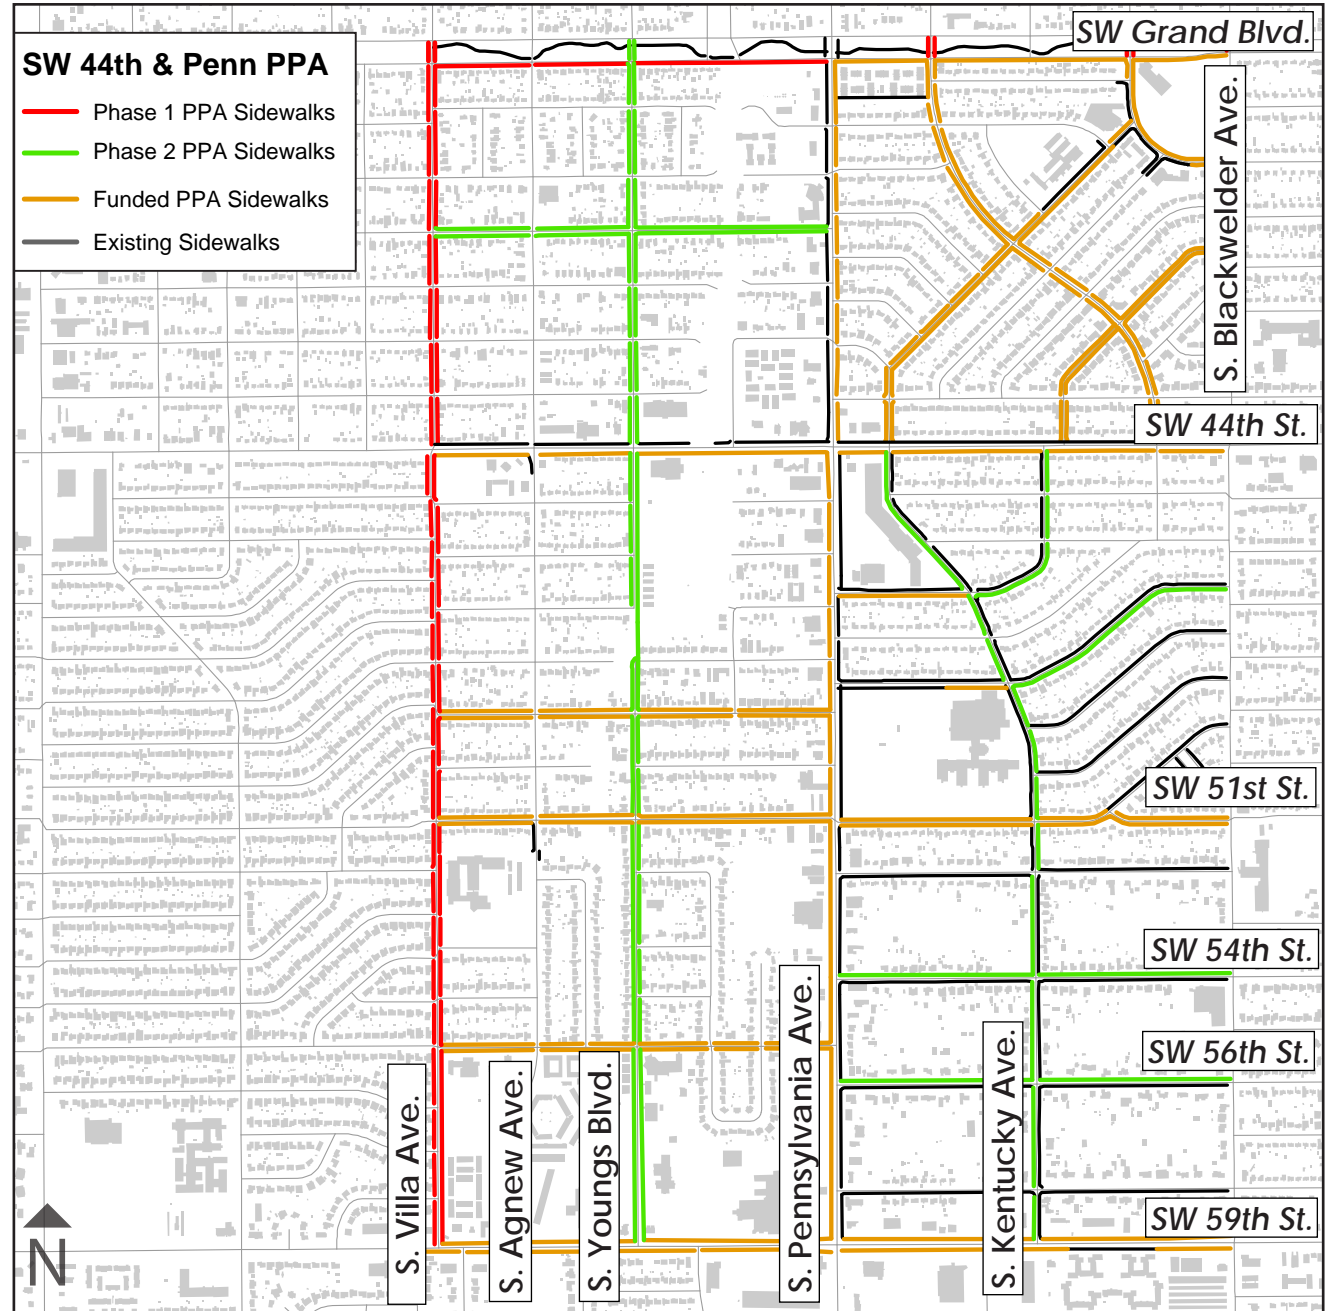 SW Grand Blvd.
SW 44th & Penn PPA
Phase 1 PPA Sidewalks
Phase 2 PPA Sidewalks
Funded PPA Sidewalks
Existing Sidewalks
S. Blackwelder Ave.
SW 44th St.
SW 51st St.
SW 54th St.
SW 56th St.
SW 59th St.
S. Villa Ave.
S. Agnew Ave.
S. Youngs Blvd.
S. Pennsylvania Ave.
S. Kentucky Ave.
N